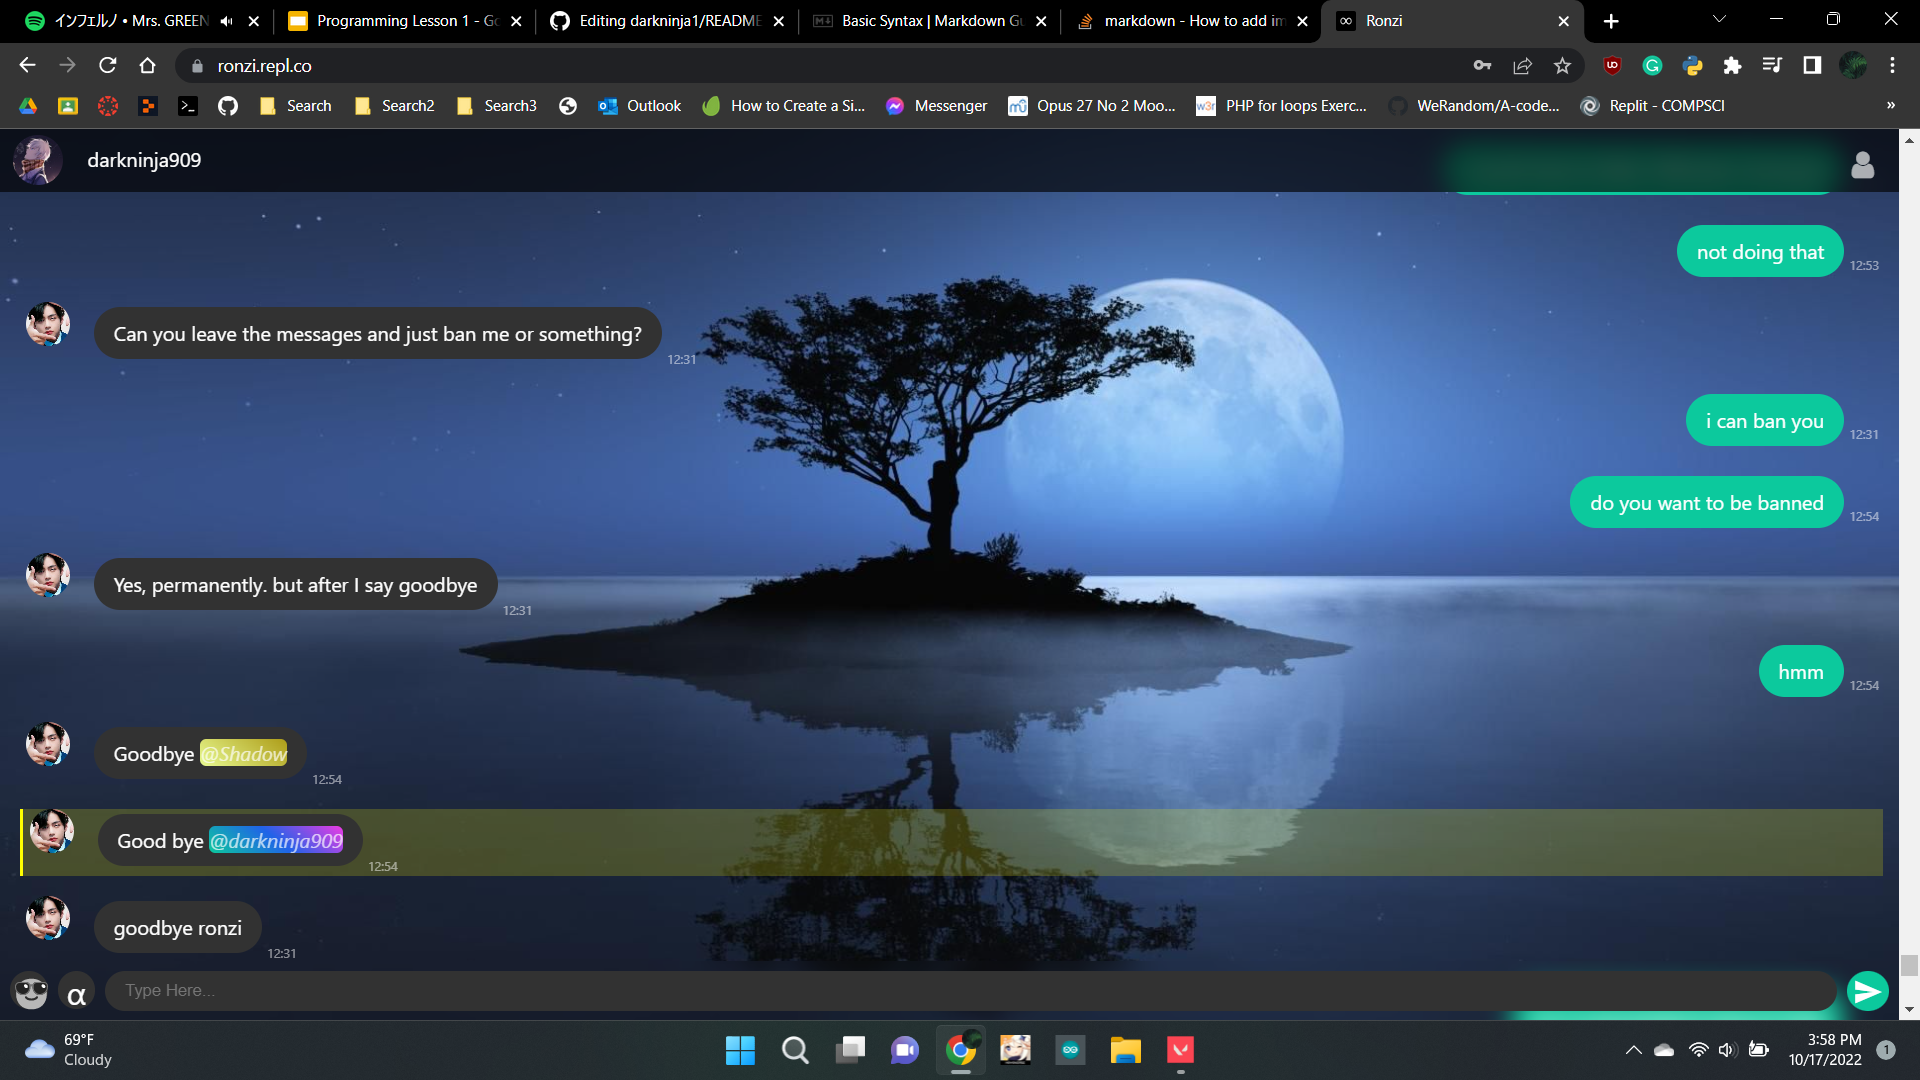 インフェルノ • Mrs. GREEN
Programming Lesson 1 - Go
Editing darkninja1/README
Basic Syntax | Markdown Gu
markdown - How to add im
Ronzi
ronzi.repl.co
Search
Search2
Search3
Outlook
How to Create a Si...
Messenger
Opus 27 No 2 Moo...
PHP for loops Exerc...
WeRandom/A-code...
Replit - COMPSCI
»
darkninja909
not doing that
12:53
Can you leave the messages and just ban me or something?
12:31
i can ban you
12:31
do you want to be banned
12:54
Yes, permanently. but after I say goodbye
12:31
hmm
12:54
Goodbye @Shadow
12:54
Good bye @darkninja909
12:54
goodbye ronzi
12:31
α
Type Here...
69°F
Cloudy
3:58 PM
10/17/2022
1